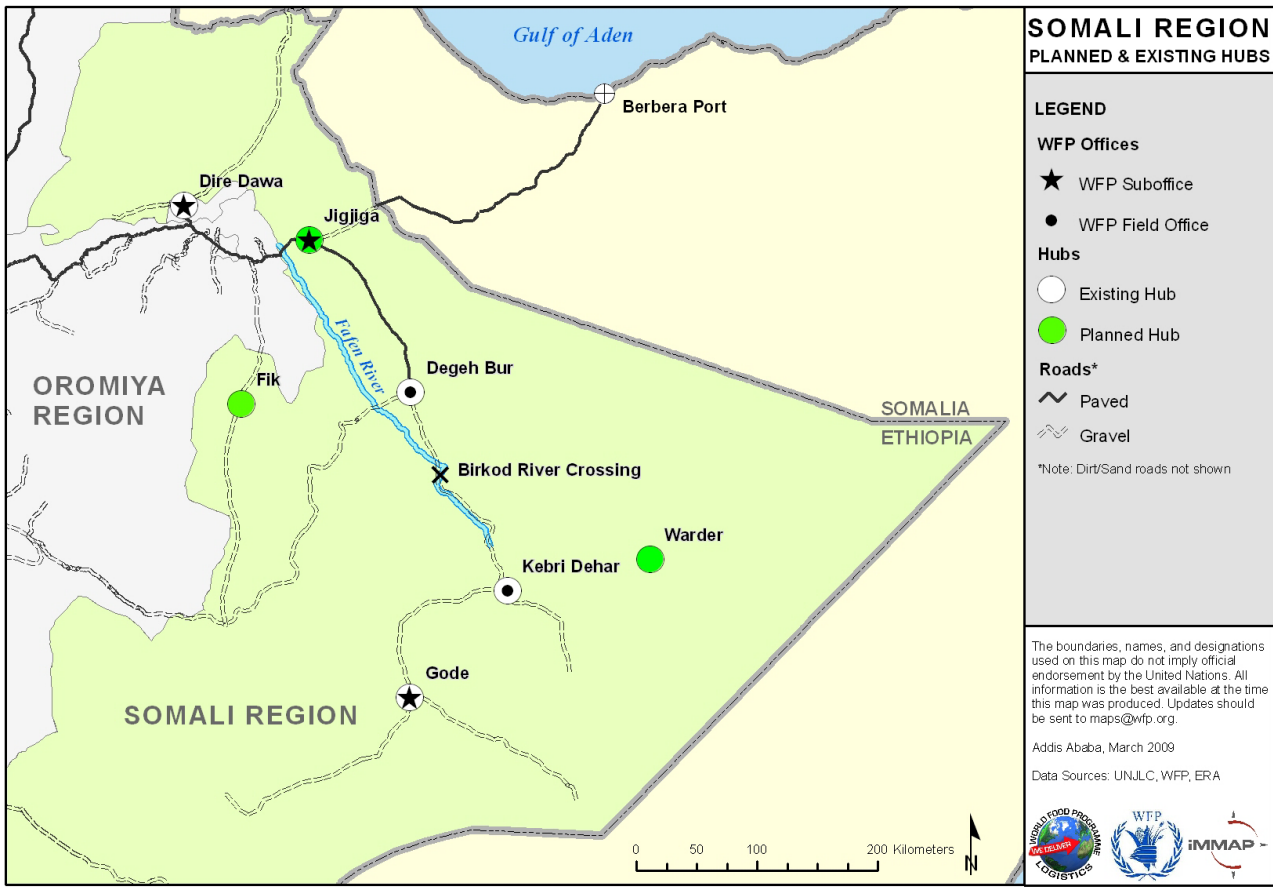 SOMALI REGION
PLANNED & EXISTING HUBS
Gulf of Aden
Berbera Port
Dire Dawa
Jigjiga
Fafen River
Degeh Bur
OROMIYA
REGION
Fik
SOMALIA
ETHIOPIA
Birkod River Crossing
Warder
Kebri Dehar
Gode
SOMALI REGION
0 50 100 200 Kilometers
N
LEGEND
WFP Offices
WFP Suboffice
WFP Field Office
Hubs
Existing Hub
Planned Hub
Roads*
Paved
Gravel
*Note: Dirt/Sand roads not shown
The boundaries, names, and designations
used on this map do not imply official
endorsement by the United Nations. All
information is the best available at the time
this map was produced. Updates should
be sent to maps@wfp.org.
Addis Ababa, March 2009
Data Sources: UNJLC, WFP, ERA
WORLD FOOD PROGRAMME
WE DELIVER
LOGISTICS
WFP
iMMAP